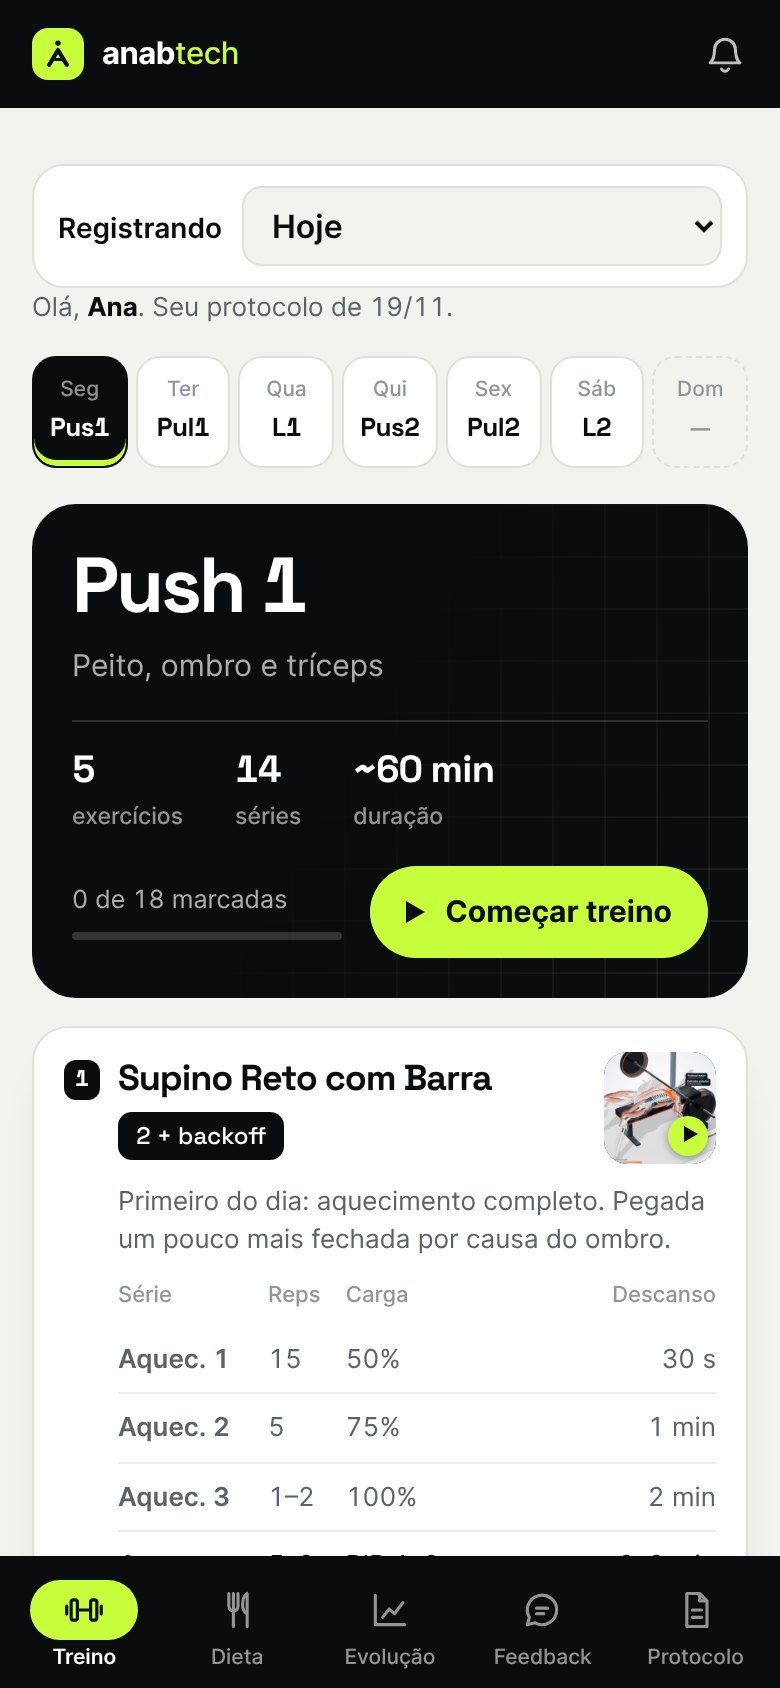 anabtech
Registrando Hoje
Olá, Ana. Seu protocolo de 19/11.
Seg Ter Qua Qui Sex Sáb Dom
Pus1 Pul1 L1 Pus2 Pul2 L2 —
Push 1
Peito, ombro e tríceps
5 14 ~60 min
exercícios séries duração
0 de 18 marcadas
Começar treino
1 Supino Reto com Barra
2 + backoff
Primeiro do dia: aquecimento completo. Pegada
um pouco mais fechada por causa do ombro.
Série Reps Carga Descanso
Aquec. 1 15 50% 30 s
Aquec. 2 5 75% 1 min
Aquec. 3 1–2 100% 2 min
Treino Dieta Evolução Feedback Protocolo